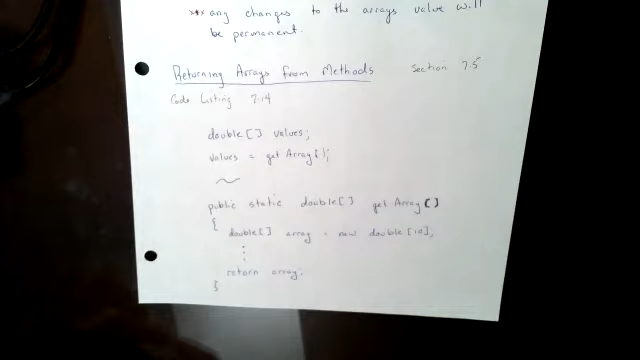 *** any changes to the arrays value will
be permanent.
Returning Arrays from Methods Section 7.5
Code Listing 7.14
double[] values;
values = getArray();
public static double[] getArray()
{
double[] array = new double[10];
⋮
return array;
}